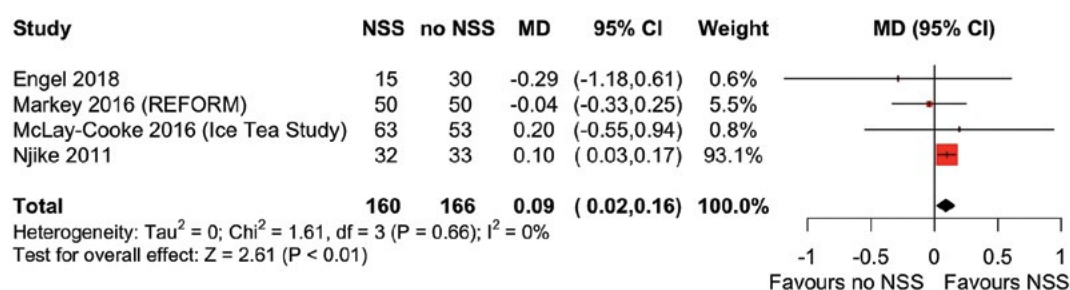 Study NSS no NSS MD 95% CI Weight MD (95% CI)
Engel 2018 15 30 -0.29 (-1.18,0.61) 0.6%
Markey 2016 (REFORM) 50 50 -0.04 (-0.33,0.25) 5.5%
McLay-Cooke 2016 (Ice Tea Study) 63 53 0.20 (-0.55,0.94) 0.8%
Njike 2011 32 33 0.10 ( 0.03,0.17) 93.1%
Total 160 166 0.09 ( 0.02,0.16) 100.0%
Heterogeneity: Tau² = 0; Chi² = 1.61, df = 3 (P = 0.66); I² = 0%
Test for overall effect: Z = 2.61 (P < 0.01)
-1 -0.5 0 0.5 1
Favours no NSS Favours NSS